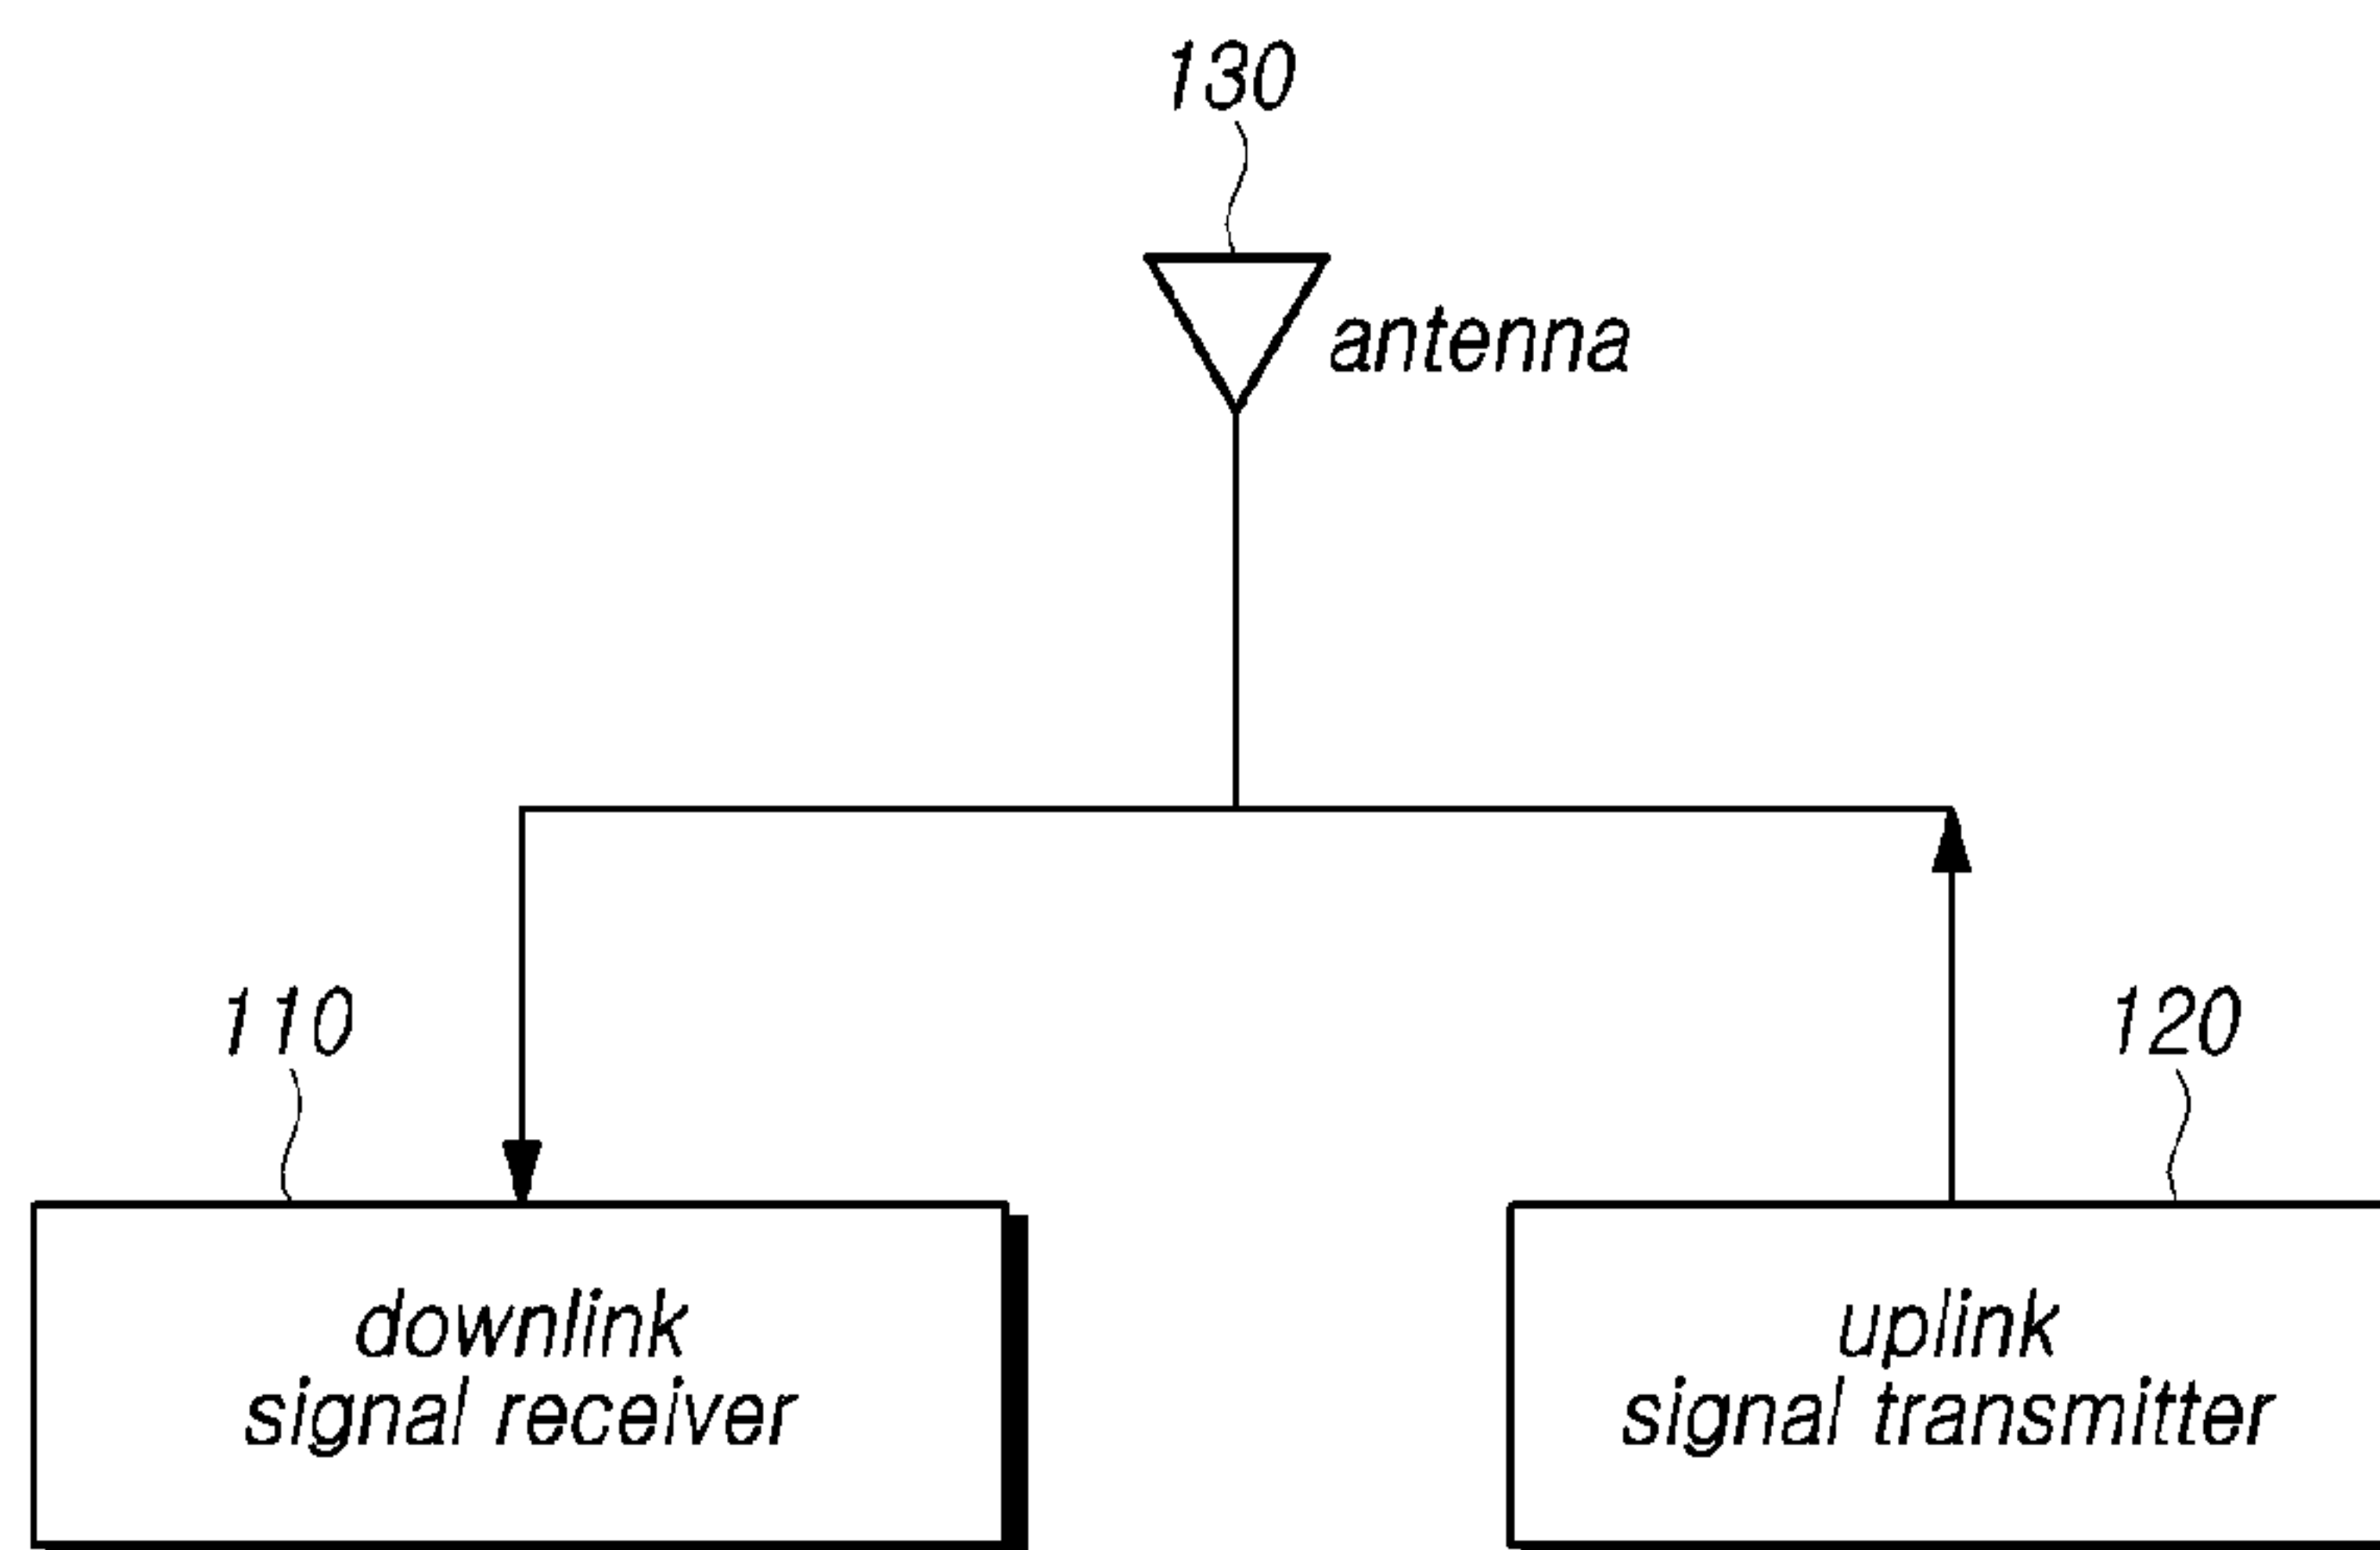 130
antenna
110
120
downlink
signal receiver
uplink
signal transmitter